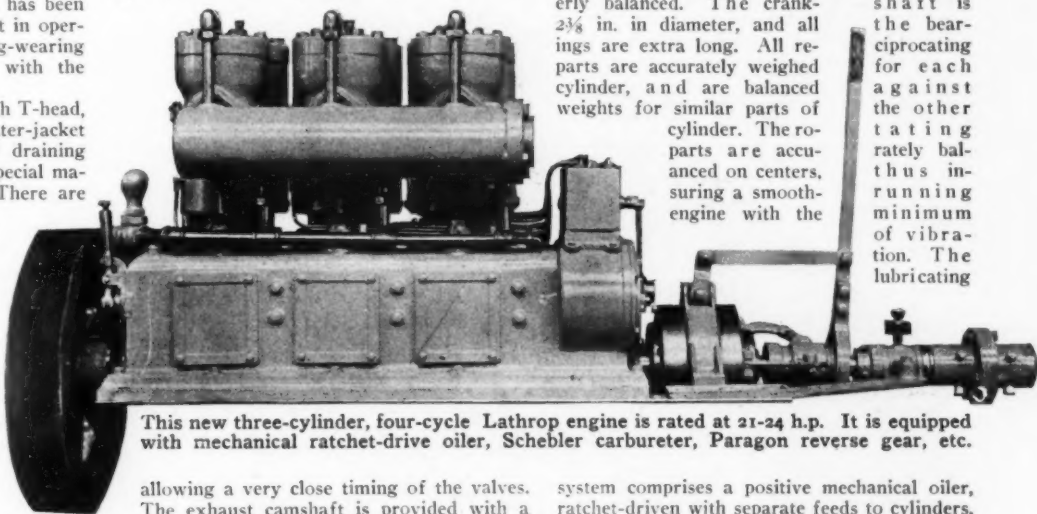 has been
t in oper-
g-wearing
with the
h T-head,
ter-jacket
draining
pecial ma-
There are
erly balanced. The crank-
2⅜ in. in diameter, and all
ings are extra long. All re-
parts are accurately weighed
cylinder, and are balanced
weights for similar parts of
cylinder. The ro-
parts are accu-
anced on centers,
suring a smooth-
engine with the
shaft is
the bear-
ciprocating
for each
against
the other
tating
rately bal-
thus in-
running
minimum
of vibra-
tion. The
lubricating
This new three-cylinder, four-cycle Lathrop engine is rated at 21-24 h.p. It is equipped
with mechanical ratchet-drive oiler, Schebler carbureter, Paragon reverse gear, etc.
allowing a very close timing of the valves.
The exhaust camshaft is provided with a
system comprises a positive mechanical oiler,
ratchet-driven with separate feeds to cylinders,